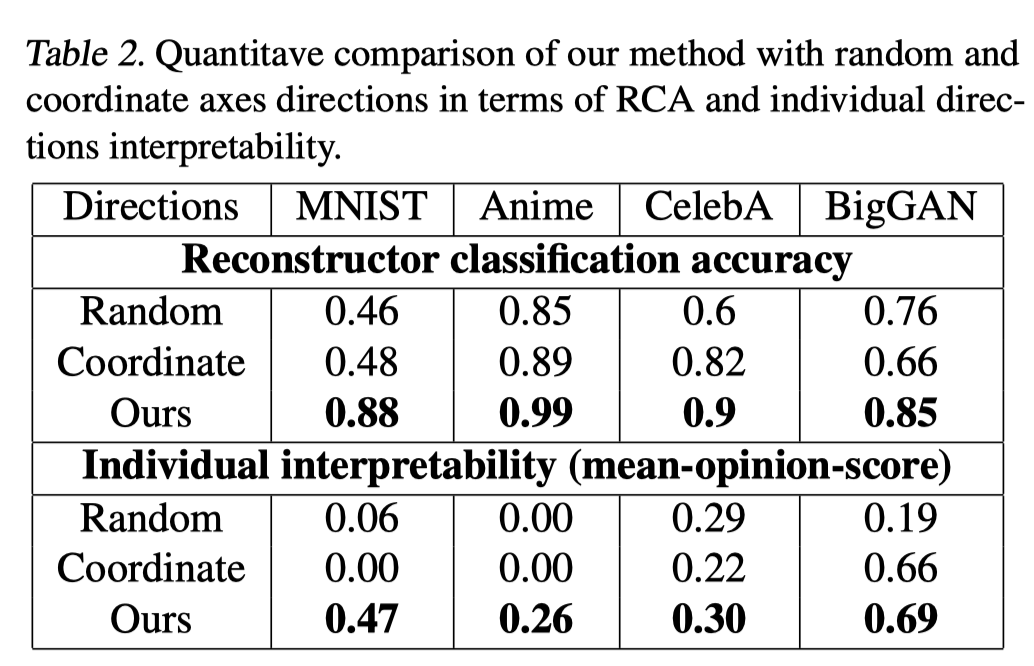 Table 2. Quantitave comparison of our method with random and
coordinate axes directions in terms of RCA and individual direc-
tions interpretability.
Directions MNIST Anime CelebA BigGAN
Reconstructor classification accuracy
Random 0.46 0.85 0.6 0.76
Coordinate 0.48 0.89 0.82 0.66
Ours 0.88 0.99 0.9 0.85
Individual interpretability (mean-opinion-score)
Random 0.06 0.00 0.29 0.19
Coordinate 0.00 0.00 0.22 0.66
Ours 0.47 0.26 0.30 0.69